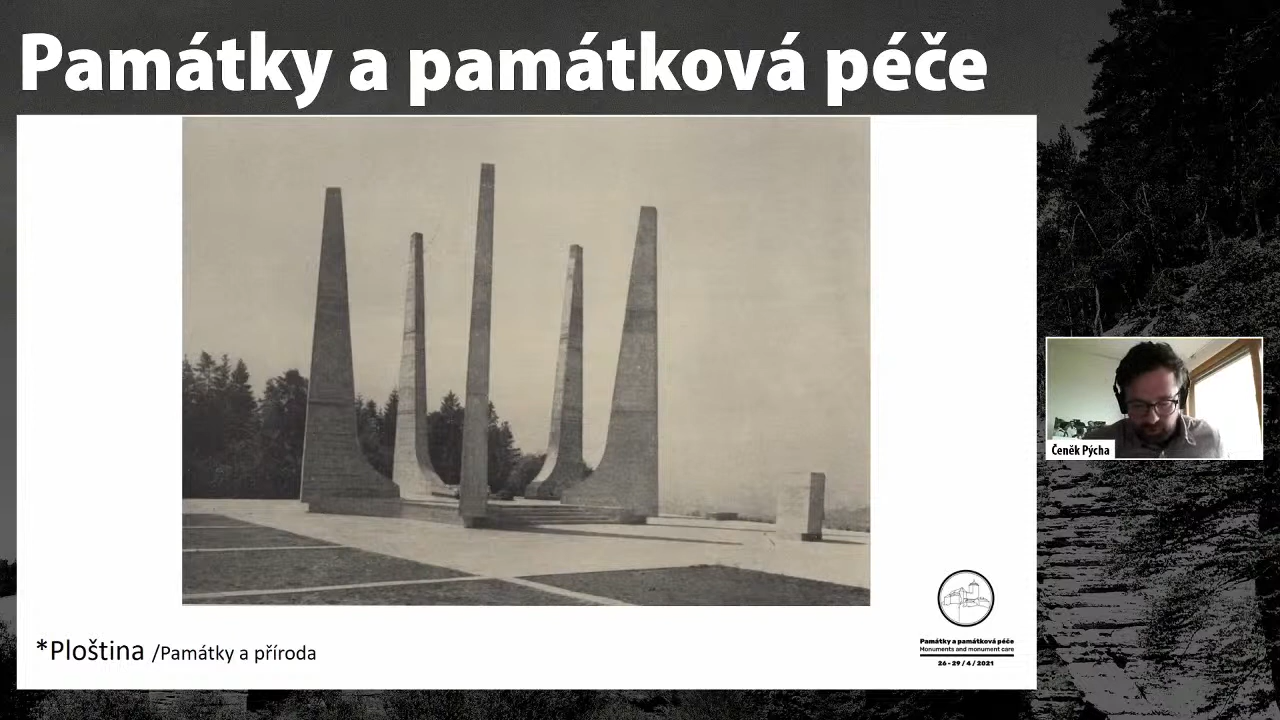 Památky a památková péče
Čeněk Pýcha
*Ploština /Památky a příroda
Památky a památková péče
Monuments and monument care
26 - 29 / 4 / 2021